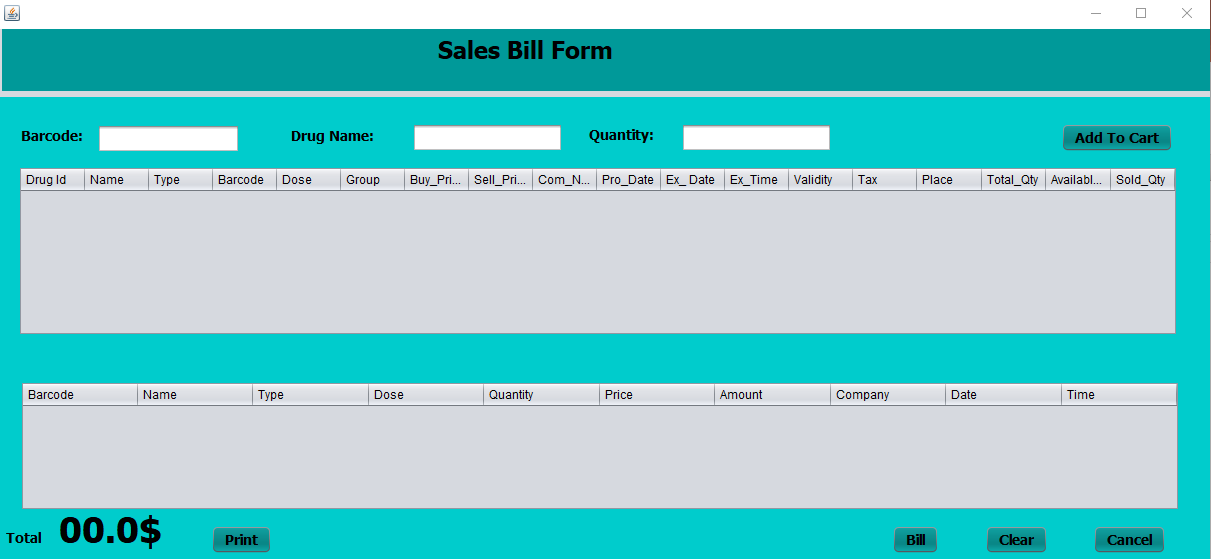 Sales Bill Form
Barcode: Drug Name: Quantity: Add To Cart
Drug Id Name Type Barcode Dose Group Buy_Pri... Sell_Pri... Com_N... Pro_Date Ex_ Date Ex_Time Validity Tax Place Total_Qty Availabl... Sold_Qty
Barcode Name Type Dose Quantity Price Amount Company Date Time
Total 00.0$ Print Bill Clear Cancel